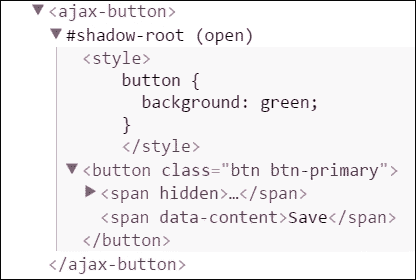 ▼<ajax-button>
▼#shadow-root (open)
<style>
button {
background: green;
}
</style>
▼<button class="btn btn-primary">
▶<span hidden>…</span>
<span data-content>Save</span>
</button>
</ajax-button>